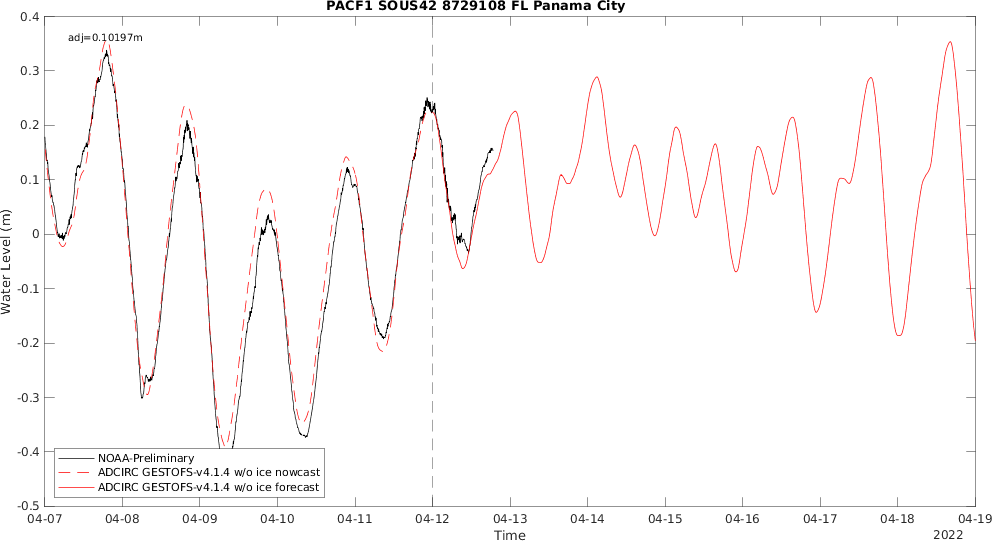 PACF1 SOUS42 8729108 FL Panama City
adj=0.10197m
0.4
0.3
0.2
0.1
0
-0.1
-0.2
-0.3
-0.4
-0.5
Water Level (m)
NOAA-Preliminary
ADCIRC GESTOFS-v4.1.4 w/o ice nowcast
ADCIRC GESTOFS-v4.1.4 w/o ice forecast
04-07 04-08 04-09 04-10 04-11 04-12 04-13 04-14 04-15 04-16 04-17 04-18 04-19
Time
2022